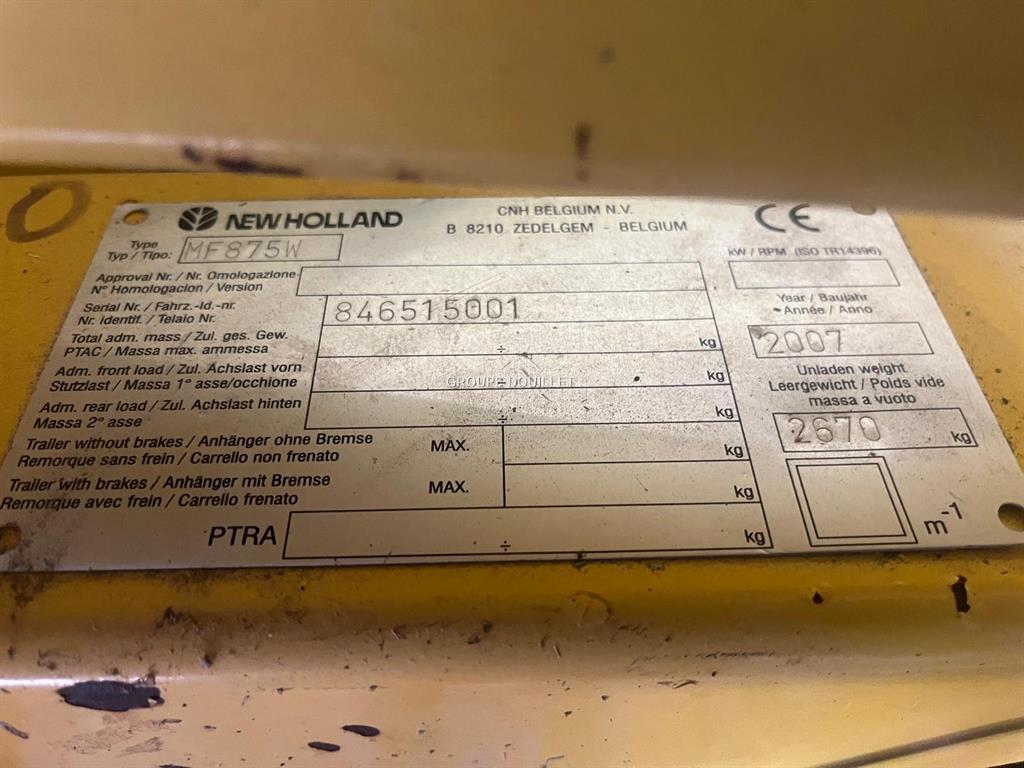 NEW HOLLAND
CNH BELGIUM N.V.
B 8210 ZEDELGEM - BELGIUM
CE
Type
Typ / Tipo: MF875W
kW / RPM (ISO TR14396)
Approval Nr. / Nr. Omologazione
N° Homologacion / Version
Serial Nr. / Fahrz.-Id.-nr.
Nr. identif. / Telaio Nr.
846515001
Year / Baujahr
Année / Anno
2007
Total adm. mass / Zul. ges. Gew.
PTAC / Massa max. ammessa
÷ kg
Adm. front load / Zul. Achslast vorn
Stutzlast / Massa 1° asse/occhione
÷ kg
GROUPE DOUILLET
Unladen weight
Leergewicht / Poids vide
massa a vuoto
2670 kg
Adm. rear load / Zul. Achslast hinten
Massa 2° asse
÷ kg
Trailer without brakes / Anhänger ohne Bremse
Remorque sans frein / Carrello non frenato
MAX. kg
Trailer with brakes / Anhänger mit Bremse
Remorque avec frein / Carrello frenato
MAX. kg
PTRA ÷ kg
m-1